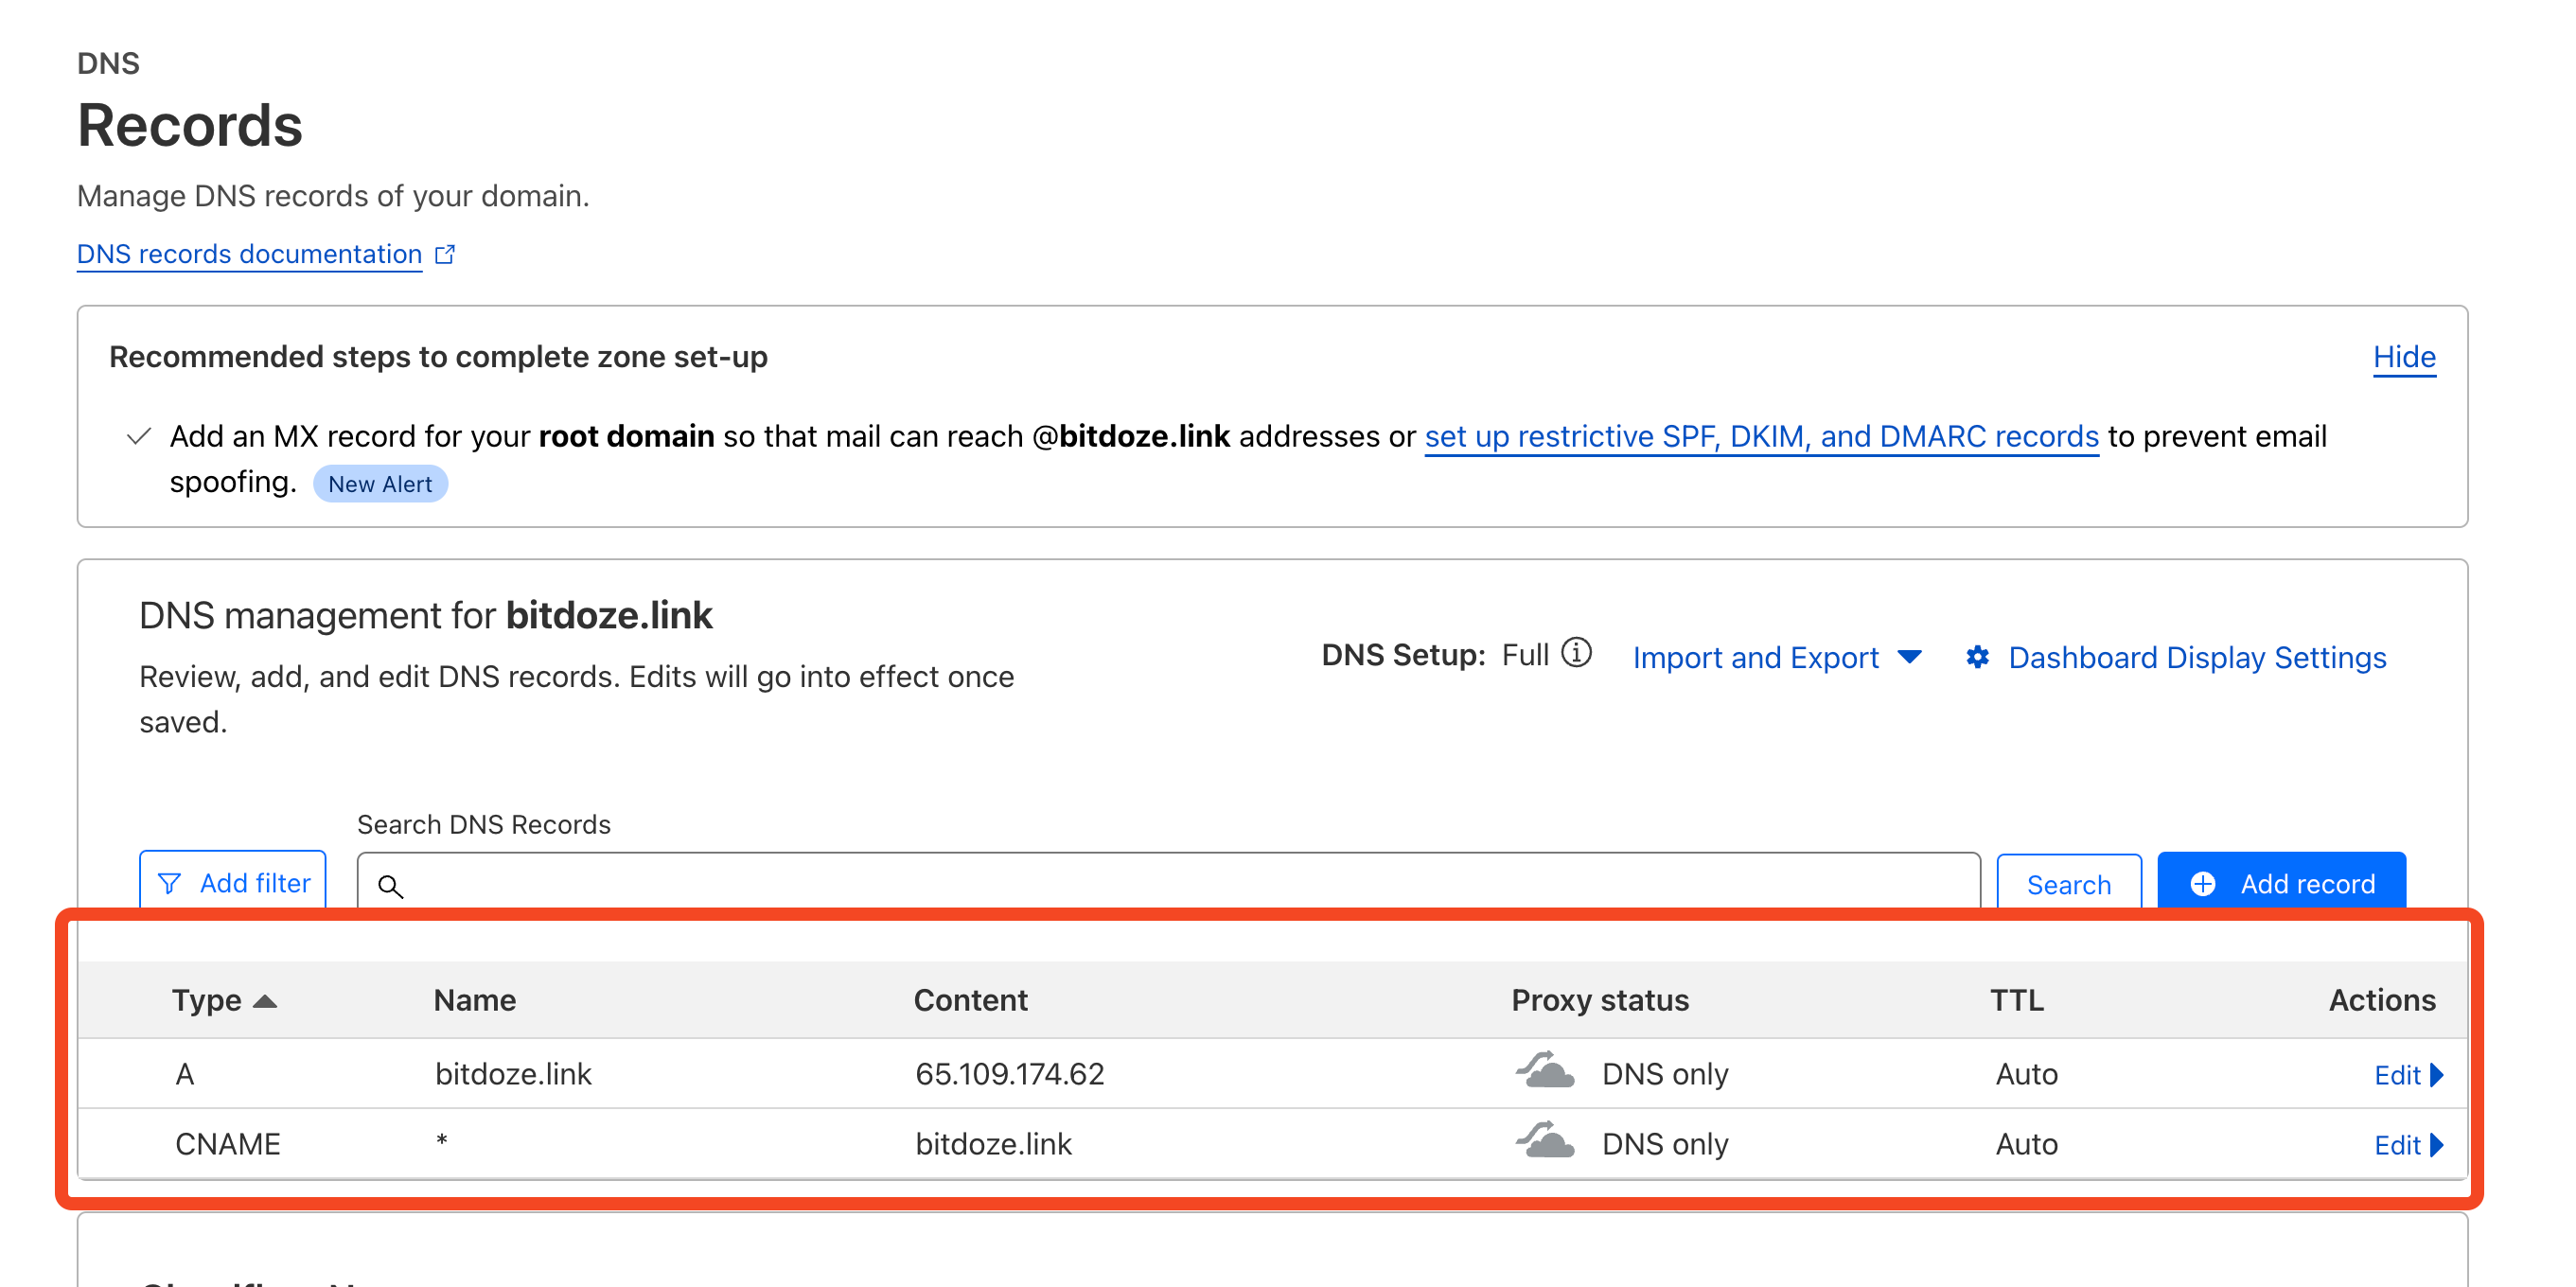 DNS
Records
Manage DNS records of your domain.
DNS records documentation
Recommended steps to complete zone set-up
Hide
Add an MX record for your root domain so that mail can reach @bitdoze.link addresses or set up restrictive SPF, DKIM, and DMARC records to prevent email
spoofing. New Alert
DNS management for bitdoze.link
DNS Setup: Full Import and Export Dashboard Display Settings
Review, add, and edit DNS records. Edits will go into effect once
saved.
Search DNS Records
Add filter Search Add record
Type Name Content Proxy status TTL Actions
A bitdoze.link 65.109.174.62 DNS only Auto Edit
CNAME * bitdoze.link DNS only Auto Edit